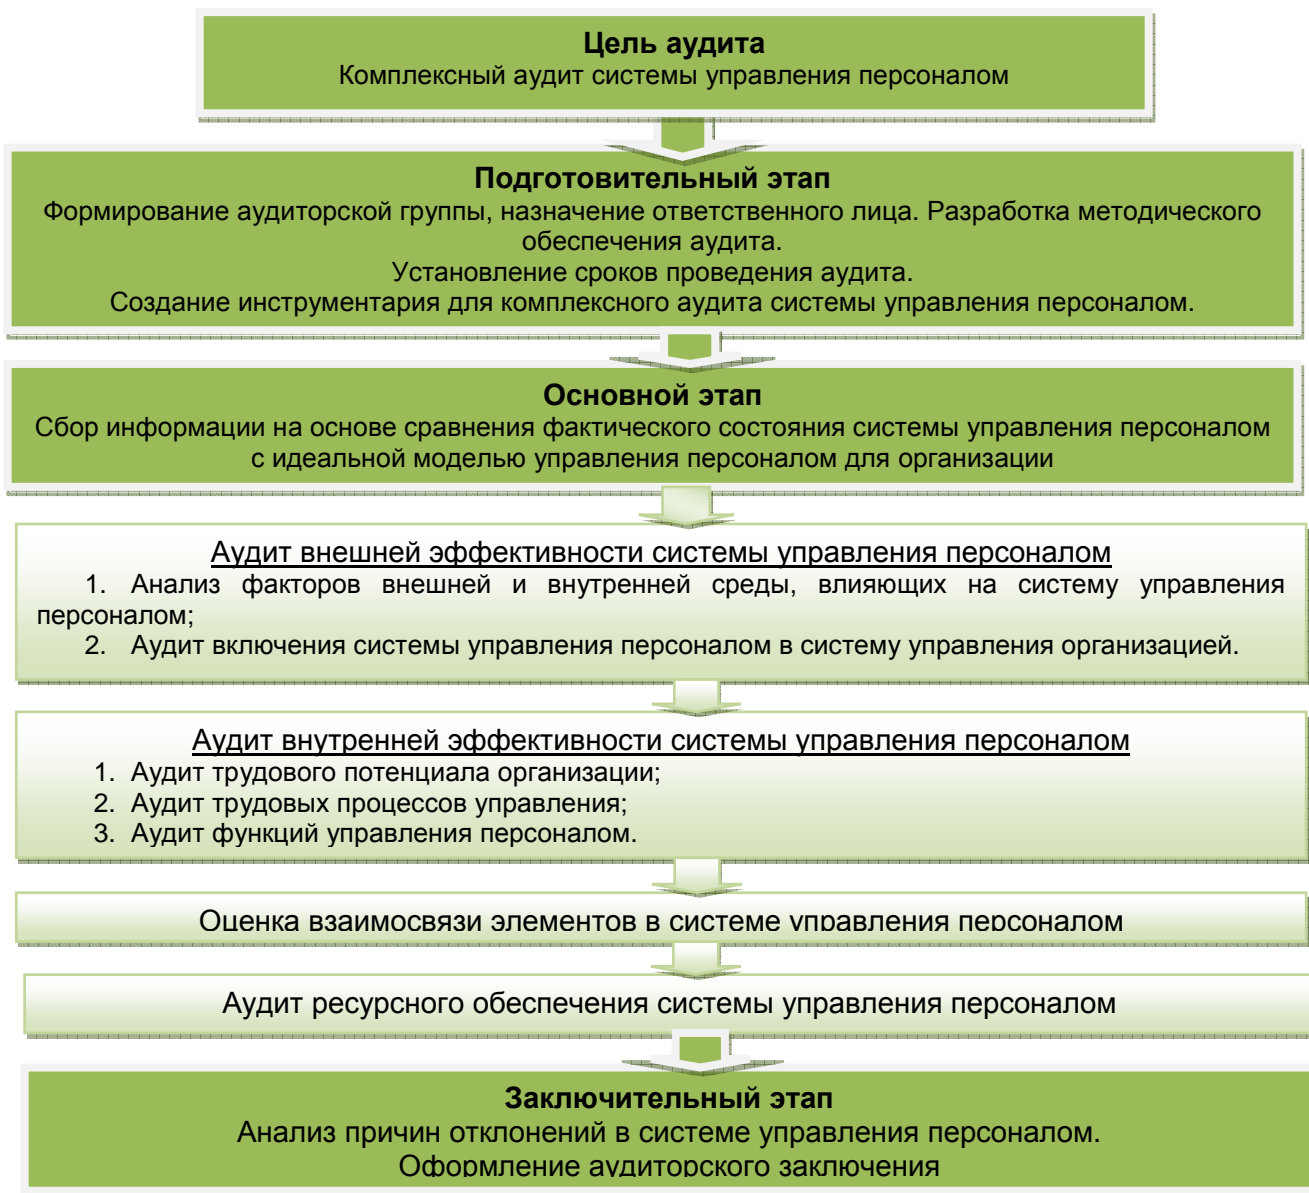 Цель аудита
Комплексный аудит системы управления персоналом
Подготовительный этап
Формирование аудиторской группы, назначение ответственного лица. Разработка методического
обеспечения аудита.
Установление сроков проведения аудита.
Создание инструментария для комплексного аудита системы управления персоналом.
Основной этап
Сбор информации на основе сравнения фактического состояния системы управления персоналом
с идеальной моделью управления персоналом для организации
Аудит внешней эффективности системы управления персоналом
1. Анализ факторов внешней и внутренней среды, влияющих на систему управления
персоналом;
2. Аудит включения системы управления персоналом в систему управления организацией.
Аудит внутренней эффективности системы управления персоналом
1. Аудит трудового потенциала организации;
2. Аудит трудовых процессов управления;
3. Аудит функций управления персоналом.
Оценка взаимосвязи элементов в системе управления персоналом
Аудит ресурсного обеспечения системы управления персоналом
Заключительный этап
Анализ причин отклонений в системе управления персоналом.
Оформление аудиторского заключения